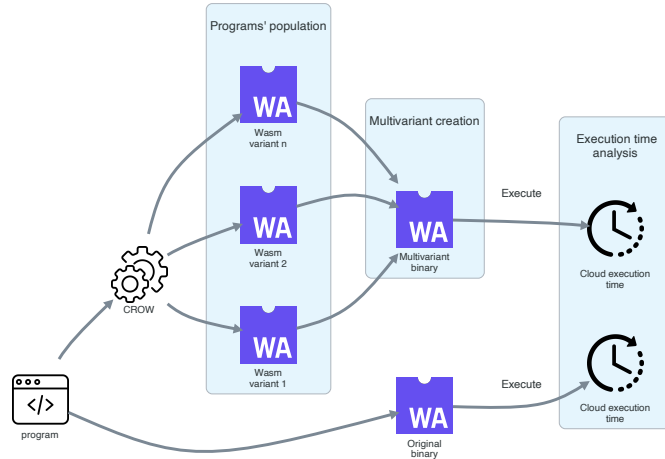 Programs' population
WA
Wasm
variant n
Multivariant creation
Execution time
analysis
WA
Wasm
variant 2
WA
Multivariant
binary
Execute
Cloud execution
time
CROW
WA
Wasm
variant 1
</>
program
WA
Original
binary
Execute
Cloud execution
time